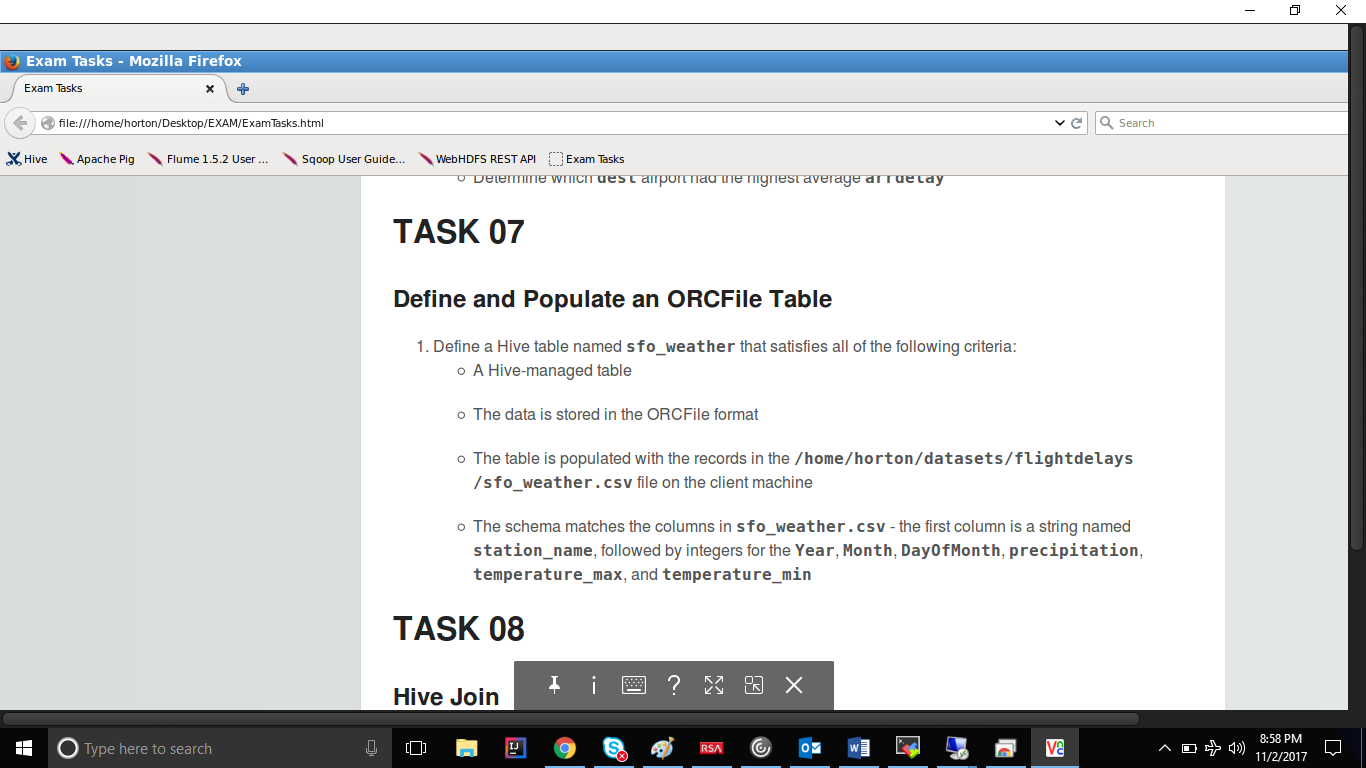 Exam Tasks - Mozilla Firefox
Exam Tasks
file:///home/horton/Desktop/EXAM/ExamTasks.html
Search
Hive
Apache Pig
Flume 1.5.2 User ...
Sqoop User Guide...
WebHDFS REST API
Exam Tasks
Determine which dest airport had the highest average arrdelay
TASK 07
Define and Populate an ORCFile Table
1. Define a Hive table named sfo_weather that satisfies all of the following criteria:
A Hive-managed table
The data is stored in the ORCFile format
The table is populated with the records in the /home/horton/datasets/flightdelays
/sfo_weather.csv file on the client machine
The schema matches the columns in sfo_weather.csv - the first column is a string named
station_name, followed by integers for the Year, Month, DayOfMonth, precipitation,
temperature_max, and temperature_min
TASK 08
Hive Join
Type here to search
RSA
8:58 PM
11/2/2017